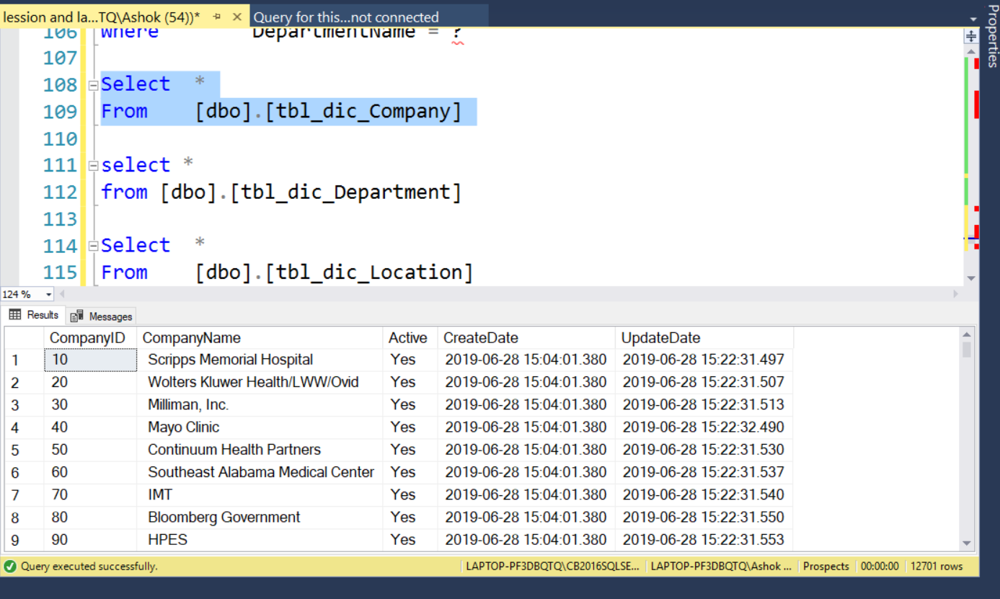 lession and la...TQ\Ashok (54))* Query for this...not connected
Properties
106 where DepartmentName = ?
107
108 Select *
109 From [dbo].[tbl_dic_Company]
110
111 select *
112 from [dbo].[tbl_dic_Department]
113
114 Select *
115 From [dbo].[tbl_dic_Location]
124 %
Results Messages
CompanyID CompanyName Active CreateDate UpdateDate
1 10 Scripps Memorial Hospital Yes 2019-06-28 15:04:01.380 2019-06-28 15:22:31.497
2 20 Wolters Kluwer Health/LWW/Ovid Yes 2019-06-28 15:04:01.380 2019-06-28 15:22:31.507
3 30 Milliman, Inc. Yes 2019-06-28 15:04:01.380 2019-06-28 15:22:31.513
4 40 Mayo Clinic Yes 2019-06-28 15:04:01.380 2019-06-28 15:22:32.490
5 50 Continuum Health Partners Yes 2019-06-28 15:04:01.380 2019-06-28 15:22:31.530
6 60 Southeast Alabama Medical Center Yes 2019-06-28 15:04:01.380 2019-06-28 15:22:31.537
7 70 IMT Yes 2019-06-28 15:04:01.380 2019-06-28 15:22:31.540
8 80 Bloomberg Government Yes 2019-06-28 15:04:01.380 2019-06-28 15:22:31.550
9 90 HPES Yes 2019-06-28 15:04:01.380 2019-06-28 15:22:31.553
Query executed successfully. LAPTOP-PF3DBQTQ\CB2016SQLSE... LAPTOP-PF3DBQTQ\Ashok ... Prospects 00:00:00 12701 rows